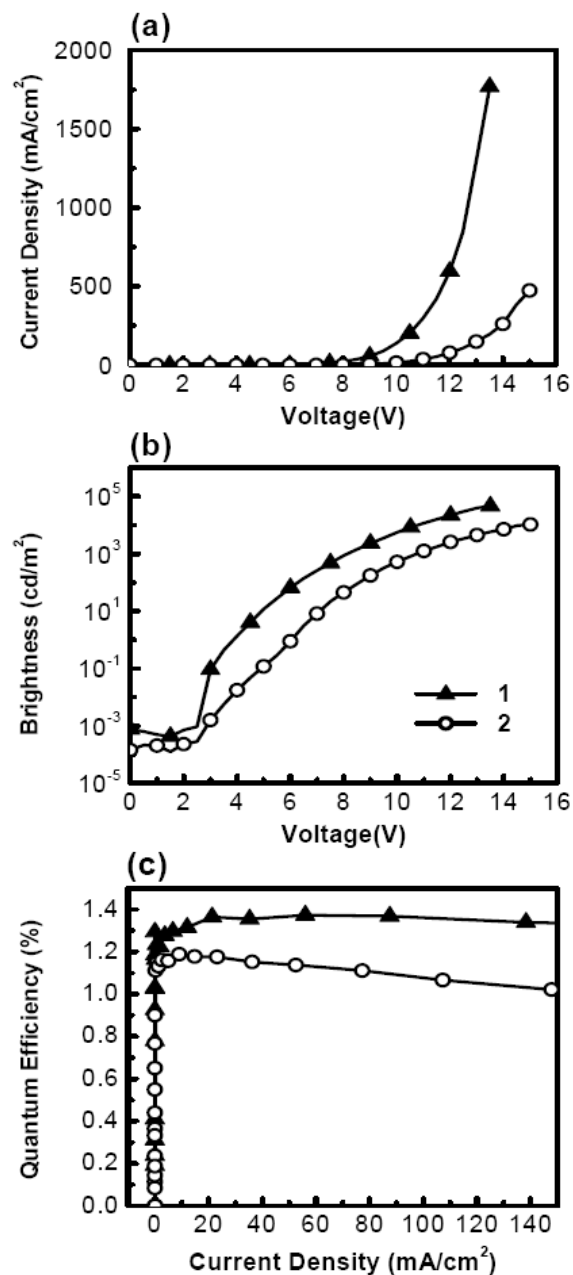 (a)
2000
1500
1000
500
0
Current Density (mA/cm²)
0 2 4 6 8 10 12 14 16
Voltage(V)
(b)
10⁵
10³
10¹
10⁻¹
10⁻³
10⁻⁵
Brightness (cd/m²)
1
2
0 2 4 6 8 10 12 14 16
Voltage(V)
(c)
1.4
1.2
1.0
0.8
0.6
0.4
0.2
0.0
Quantum Efficiency (%)
0 20 40 60 80 100 120 140
Current Density (mA/cm²)